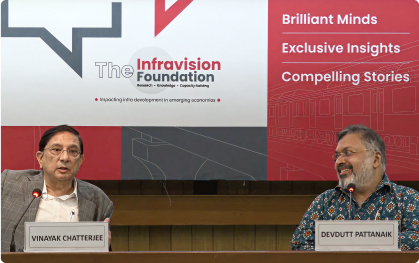 The Infravision
Foundation
Research • Knowledge • Capacity building
• Impacting infra development in emerging economies •
Brilliant Minds
Exclusive Insights
Compelling Stories
VINAYAK CHATTERJEE
DEVDUTT PATTANAIK